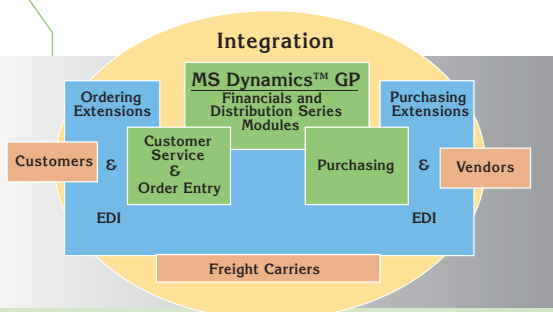 Integration
MS Dynamics™ GP
Financials and
Distribution Series
Modules
Ordering
Extensions
Purchasing
Extensions
Customers
&
Customer
Service
&
Order Entry
Purchasing
&
Vendors
EDI
EDI
Freight Carriers